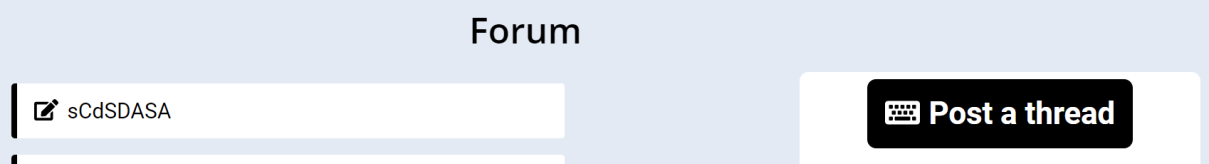 Forum
sCdSDASA
Post a thread